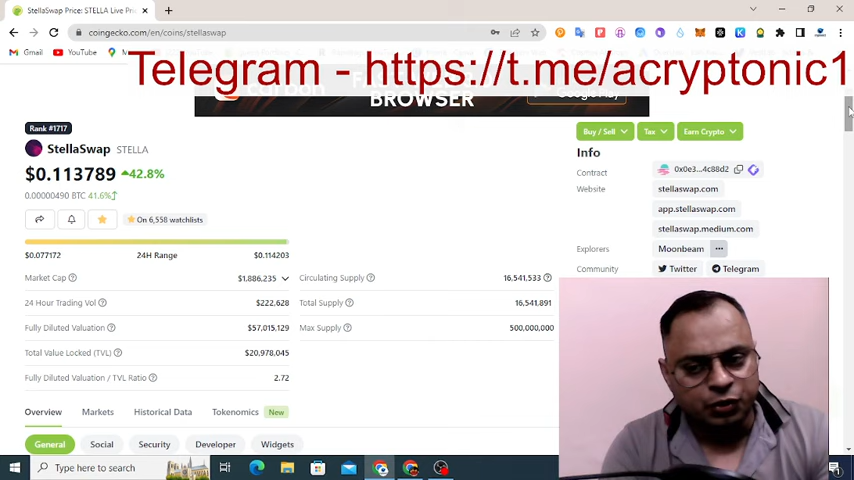 StellaSwap Price: STELLA Live Pric
coingecko.com/en/coins/stellaswap
Gmail
YouTube
Telegram - https://t.me/acryptonic1
BROWSER
Rank #1717
StellaSwap STELLA
$0.113789 42.8%
0.00000490 BTC 41.6%
On 6,558 watchlists
$0.077172 24H Range $0.114203
Market Cap $1,886,235
24 Hour Trading Vol $222,628
Fully Diluted Valuation $57,015,129
Total Value Locked (TVL) $20,978,045
Fully Diluted Valuation / TVL Ratio 2.72
Circulating Supply 16,541,533
Total Supply 16,541,891
Max Supply 500,000,000
Buy / Sell Tax Earn Crypto
Info
Contract 0x0e3...4c88d2
Website stellaswap.com
app.stellaswap.com
stellaswap.medium.com
Explorers Moonbeam
Community Twitter Telegram
Overview Markets Historical Data Tokenomics New
General Social Security Developer Widgets
Type here to search